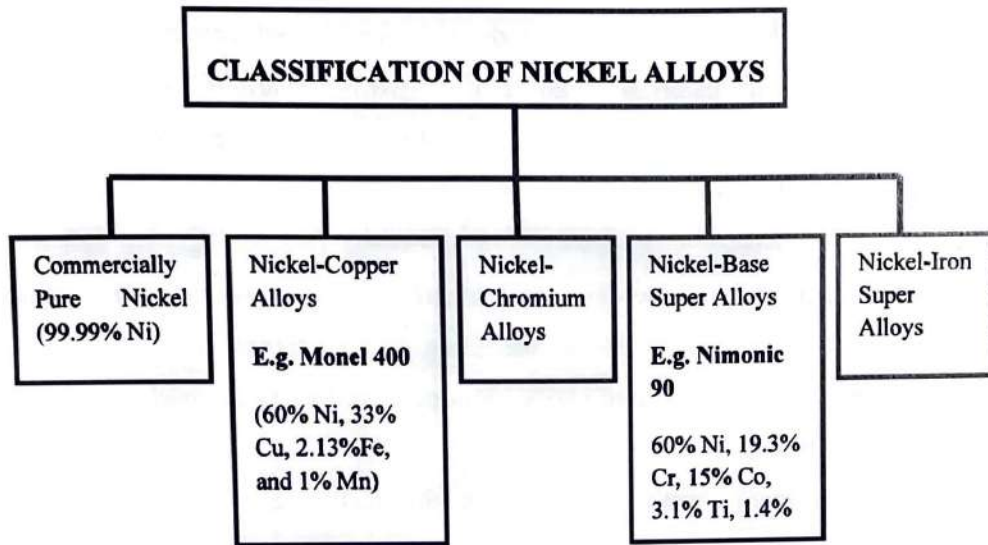 CLASSIFICATION OF NICKEL ALLOYS
Commercially
Pure Nickel
(99.99% Ni)
Nickel-Copper
Alloys
E.g. Monel 400
(60% Ni, 33%
Cu, 2.13%Fe,
and 1% Mn)
Nickel-
Chromium
Alloys
Nickel-Base
Super Alloys
E.g. Nimonic
90
60% Ni, 19.3%
Cr, 15% Co,
3.1% Ti, 1.4%
Nickel-Iron
Super
Alloys